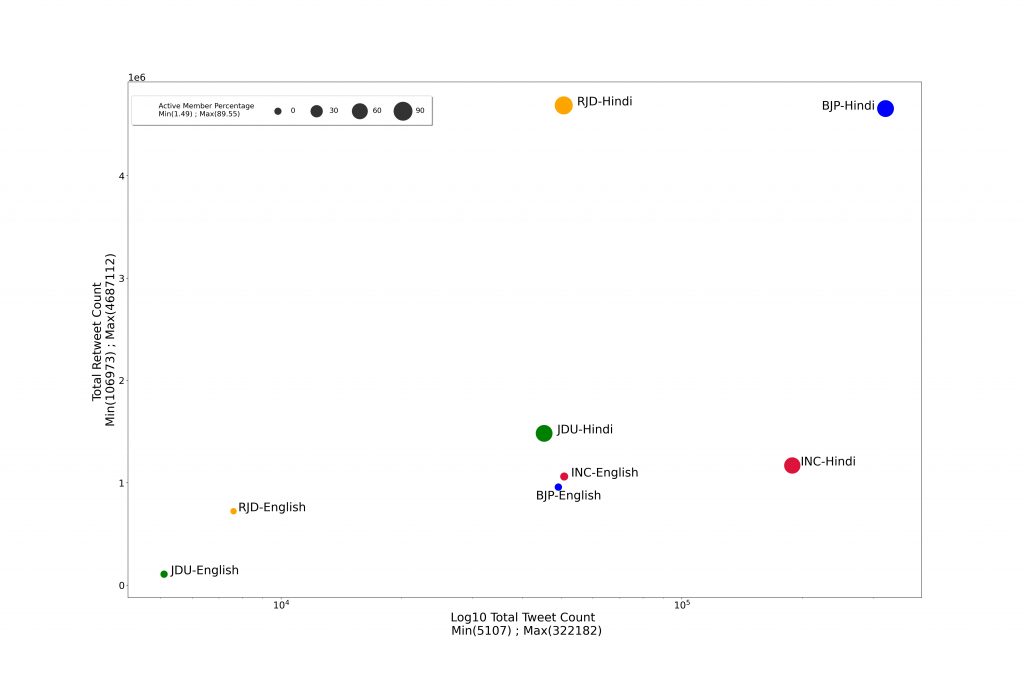 1e6
Active Member Percentage
Min(1.49) ; Max(89.55)
0 30 60 90
RJD-Hindi
BJP-Hindi
4
3
2
1
0
Total Retweet Count
Min(106973) ; Max(4687112)
JDU-Hindi
INC-Hindi
INC-English
BJP-English
RJD-English
JDU-English
10^4 10^5
Log10 Total Tweet Count
Min(5107) ; Max(322182)